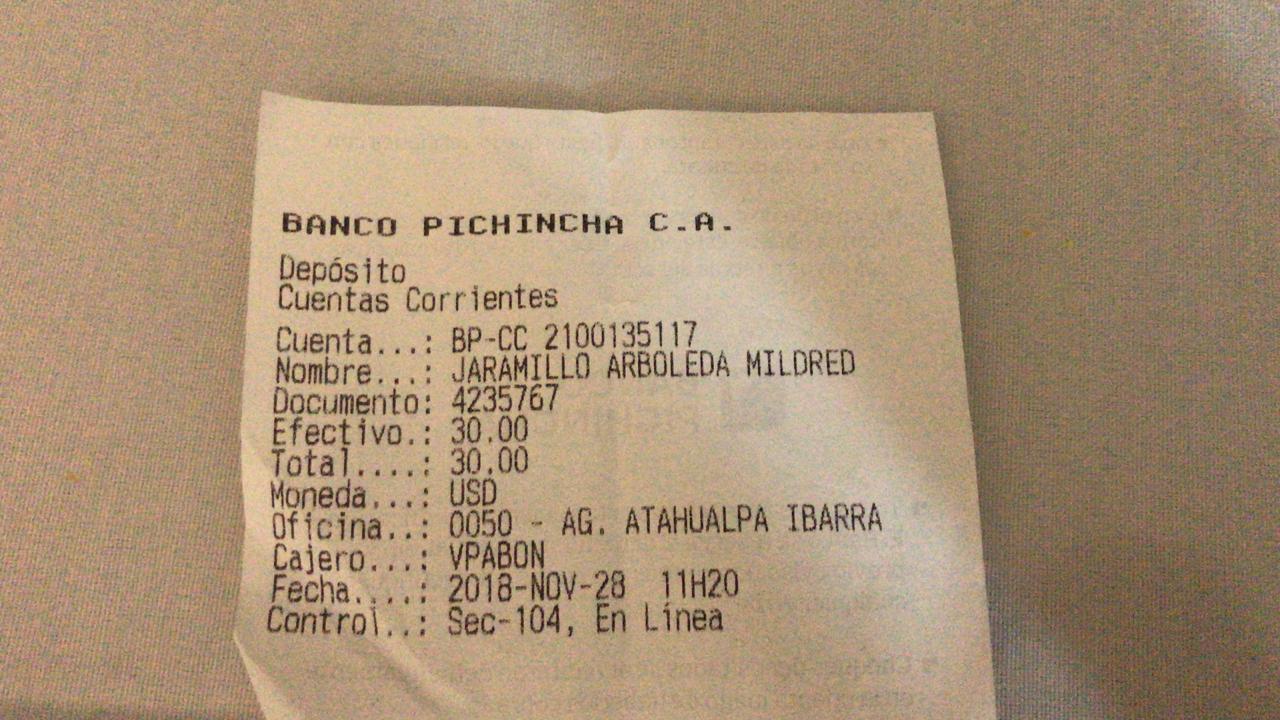 BANCO PICHINCHA C.A.
Depósito
Cuentas Corrientes
Cuenta...: BP-CC 2100135117
Nombre...: JARAMILLO ARBOLEDA MILDRED
Documento: 4235767
Efectivo.: 30.00
Total....: 30.00
Moneda...: USD
Oficina..: 0050 - AG. ATAHUALPA IBARRA
Cajero...: VPABON
Fecha....: 2018-NOV-28 11H20
Control..: Sec-104, En Línea